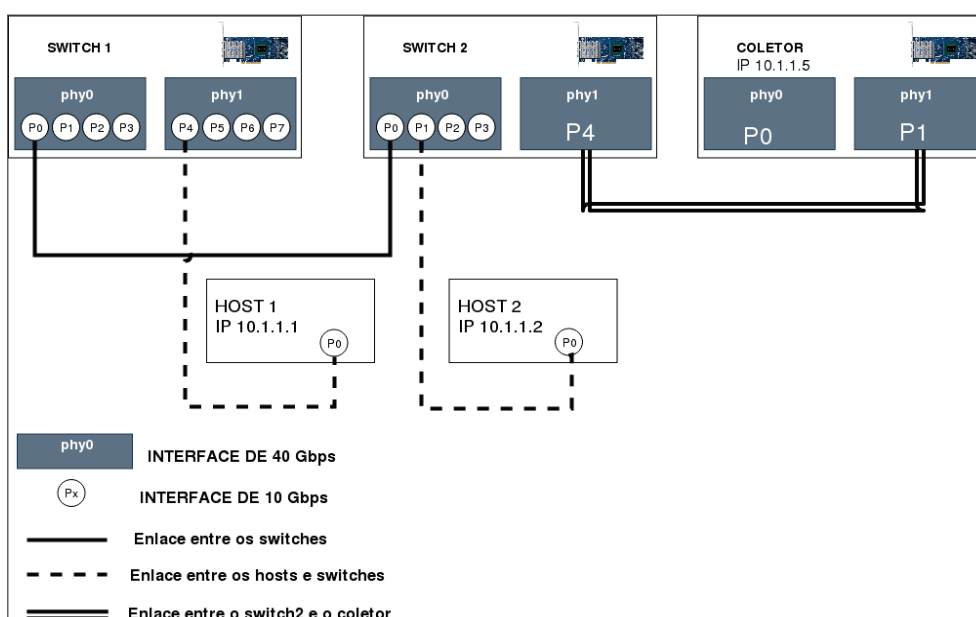 SWITCH 1
phy0
P0 P1 P2 P3
phy1
P4 P5 P6 P7
SWITCH 2
phy0
P0 P1 P2 P3
phy1
P4
COLETOR
IP 10.1.1.5
phy0
P0
phy1
P1
HOST 1
IP 10.1.1.1
P0
HOST 2
IP 10.1.1.2
P0
phy0
INTERFACE DE 40 Gbps
Px
INTERFACE DE 10 Gbps
Enlace entre os switches
Enlace entre os hosts e switches
Enlace entre o switch2 e o coletor